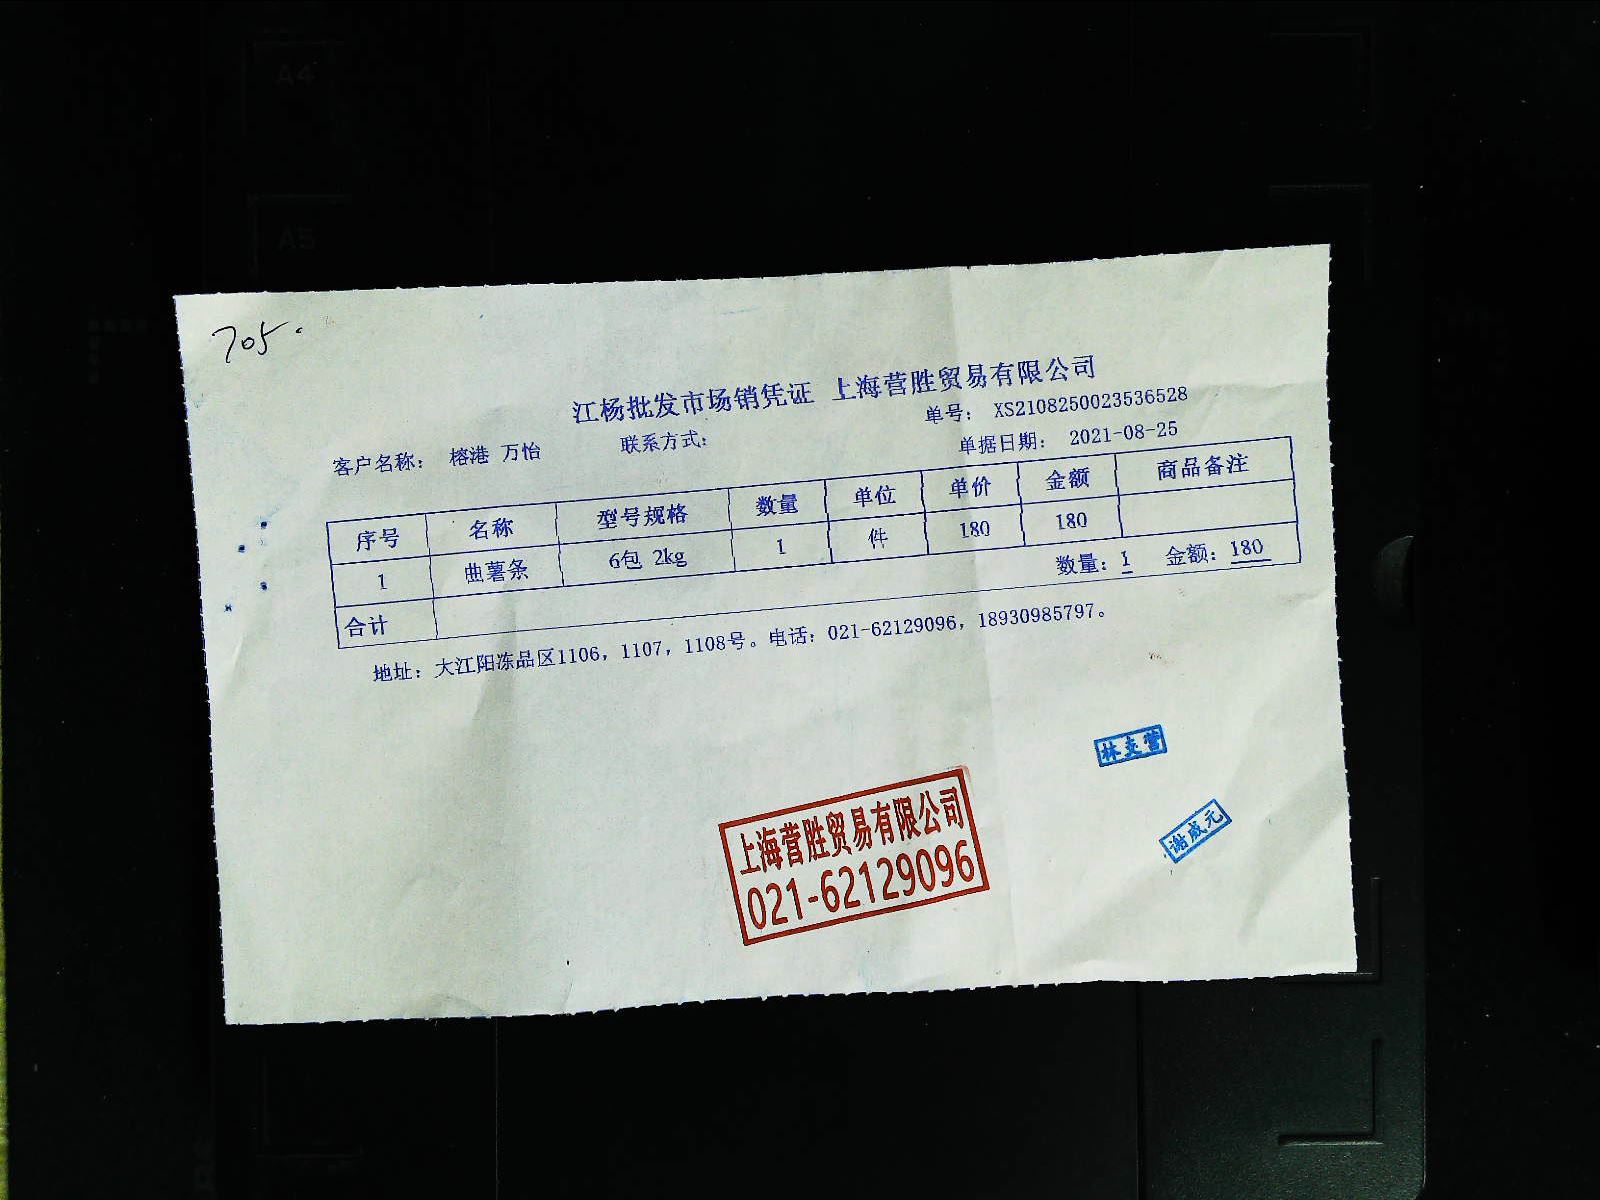 A4
A5
705.
江杨批发市场销凭证 上海营胜贸易有限公司
单号： XS2108250023536528
客户名称： 榕港 万怡 联系方式： 单据日期： 2021-08-25
序号 名称 型号规格 数量 单位 单价 金额 商品备注
1 曲薯条 6包 2kg 1 件 180 180
合计 数量：1 金额：180
地址：大江阳冻品区1106，1107，1108号。电话：021-62129096，18930985797。
林支营
谢成元
上海营胜贸易有限公司
021-62129096